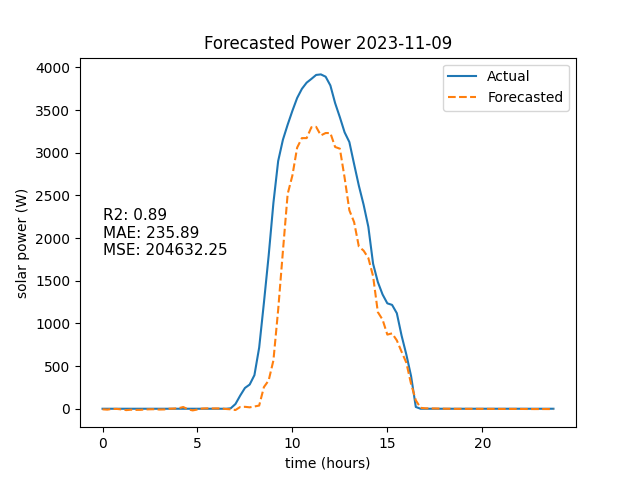 Forecasted Power 2023-11-09
Actual
Forecasted
R2: 0.89
MAE: 235.89
MSE: 204632.25
solar power (W)
4000
3500
3000
2500
2000
1500
1000
500
0
0 5 10 15 20
time (hours)